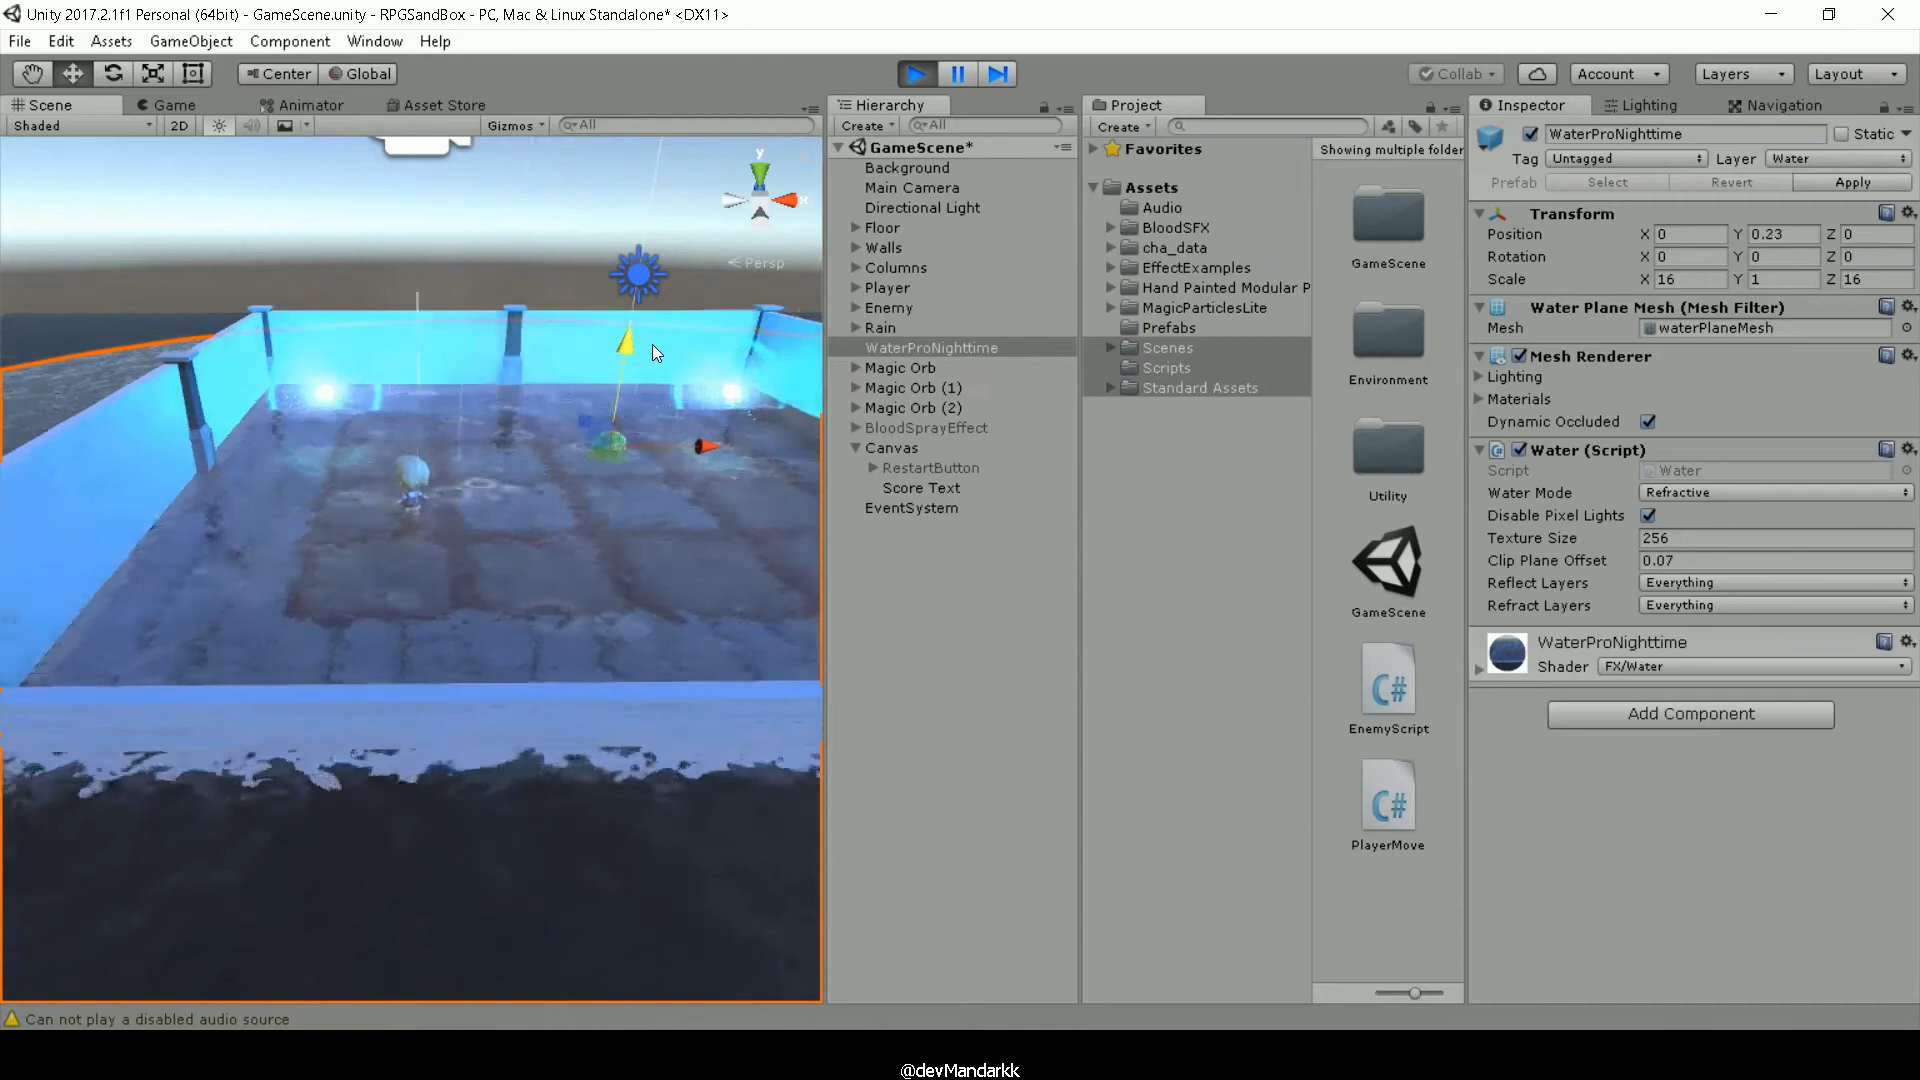 Unity 2017.2.1f1 Personal (64bit) - GameScene.unity - RPGSandBox - PC, Mac & Linux Standalone* <DX11>
File Edit Assets GameObject Component Window Help
Center Global Collab Account Layers Layout
Scene Game Animator Asset Store
Shaded 2D Gizmos All
y
x
Persp
Hierarchy
Create All
GameScene*
Background
Main Camera
Directional Light
Floor
Walls
Columns
Player
Enemy
Rain
WaterProNighttime
Magic Orb
Magic Orb (1)
Magic Orb (2)
BloodSprayEffect
Canvas
RestartButton
Score Text
EventSystem
Project
Create
Favorites
Assets
Audio
BloodSFX
cha_data
EffectExamples
Hand Painted Modular P
MagicParticlesLite
Prefabs
Scenes
Scripts
Standard Assets
Showing multiple folder
GameScene
Environment
Utility
GameScene
C#
EnemyScript
C#
PlayerMove
Inspector Lighting Navigation
WaterProNighttime Static
Tag Untagged Layer Water
Prefab Select Revert Apply
Transform
Position X 0 Y 0.23 Z 0
Rotation X 0 Y 0 Z 0
Scale X 16 Y 1 Z 16
Water Plane Mesh (Mesh Filter)
Mesh waterPlaneMesh
Mesh Renderer
Lighting
Materials
Dynamic Occluded
Water (Script)
Script Water
Water Mode Refractive
Disable Pixel Lights
Texture Size 256
Clip Plane Offset 0.07
Reflect Layers Everything
Refract Layers Everything
WaterProNighttime
Shader FX/Water
Add Component
Can not play a disabled audio source
@devMandarkk